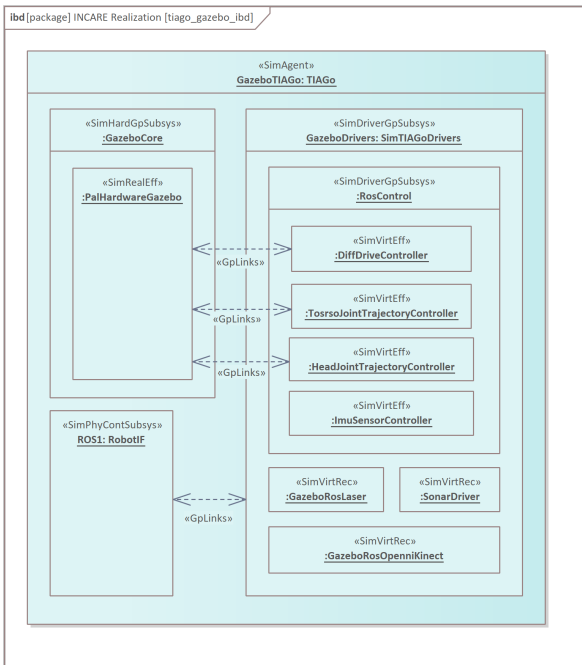 ibd [package] INCARE Realization [tiago_gazebo_ibd]
«SimAgent»
GazeboTIAGo: TIAGo
«SimHardGpSubsys»
:GazeboCore
«SimRealEff»
:PalHardwareGazebo
«SimDriverGpSubsys»
GazeboDrivers: SimTIAGoDrivers
«SimDriverGpSubsys»
:RosControl
«SimVirtEff»
:DiffDriveController
«GpLinks»
«SimVirtEff»
:TosrsoJointTrajectoryController
«GpLinks»
«SimVirtEff»
:HeadJointTrajectoryController
«GpLinks»
«SimVirtEff»
:ImuSensorController
«SimPhyContSubsys»
ROS1: RobotIF
«GpLinks»
«SimVirtRec»
:GazeboRosLaser
«SimVirtRec»
:SonarDriver
«SimVirtRec»
:GazeboRosOpenniKinect